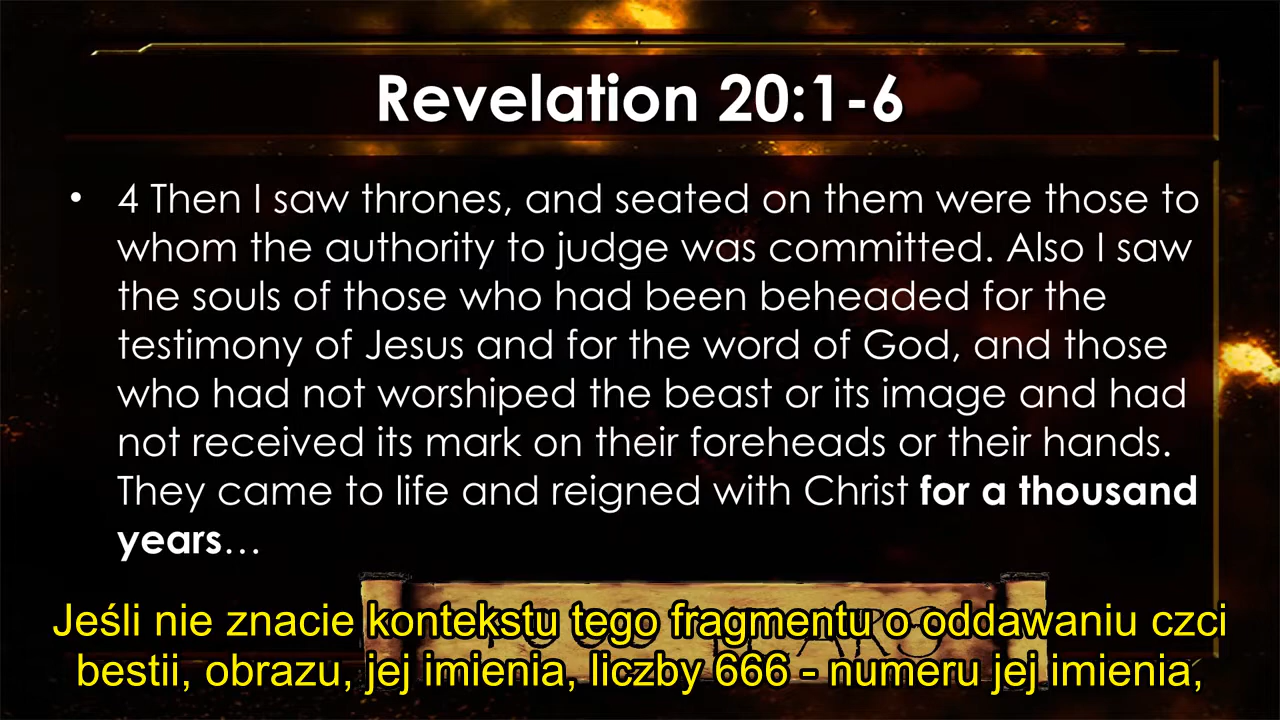 Revelation 20:1-6
• 4 Then I saw thrones, and seated on them were those to
whom the authority to judge was committed. Also I saw
the souls of those who had been beheaded for the
testimony of Jesus and for the word of God, and those
who had not worshiped the beast or its image and had
not received its mark on their foreheads or their hands.
They came to life and reigned with Christ for a thousand
years…
Jeśli nie znacie kontekstu tego fragmentu o oddawaniu czci
bestii, obrazu, jej imienia, liczby 666 - numeru jej imienia,